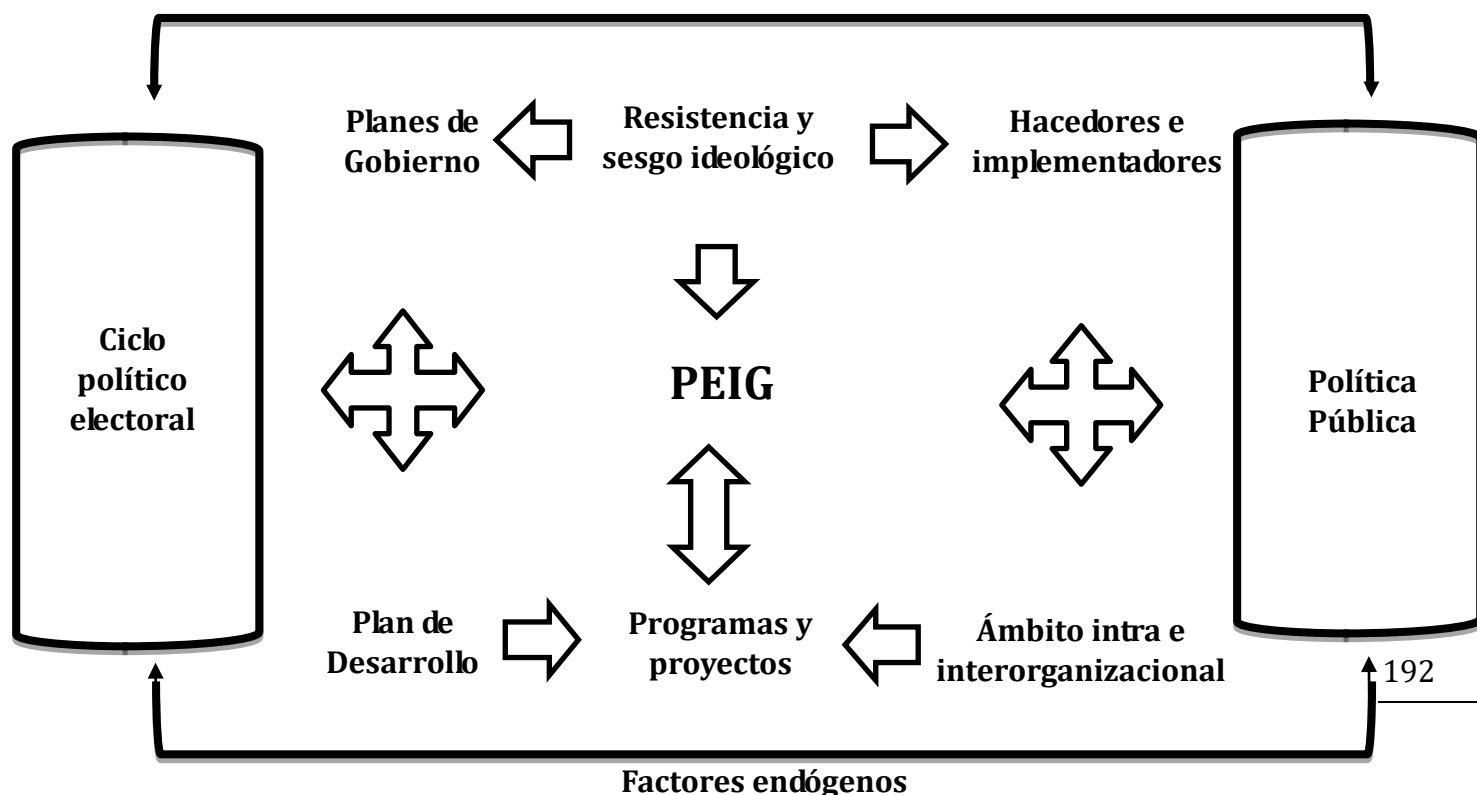 Planes de
Gobierno
Resistencia y
sesgo ideológico
Hacedores e
implementadores
Ciclo
político
electoral
PEIG
Política
Pública
Plan de
Desarrollo
Programas y
proyectos
Ámbito intra e
interorganizacional
192
Factores endógenos